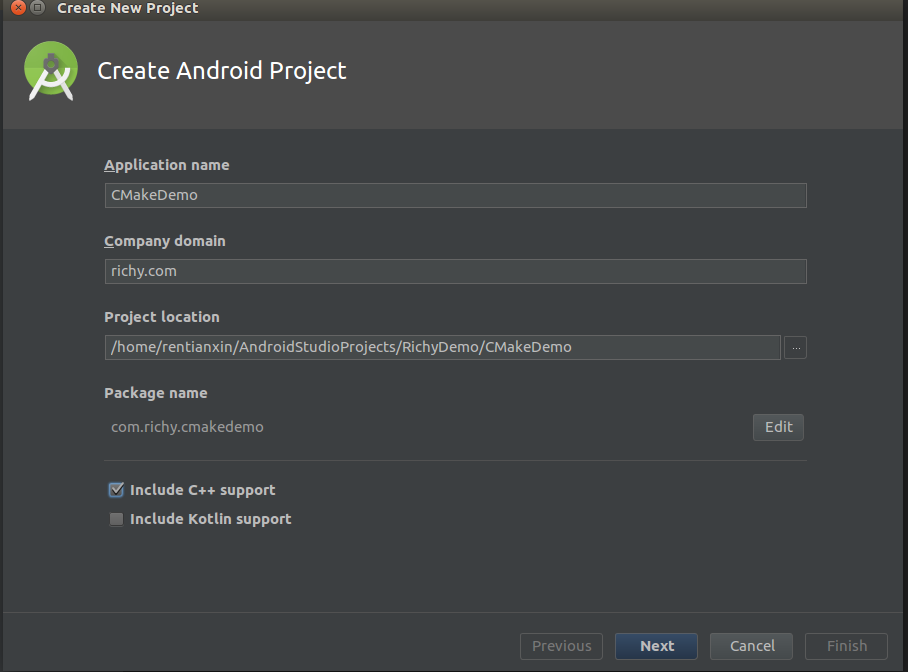 Create New Project
Create Android Project
Application name
CMakeDemo
Company domain
richy.com
Project location
/home/rentianxin/AndroidStudioProjects/RichyDemo/CMakeDemo
...
Package name
com.richy.cmakedemo
Edit
Include C++ support
Include Kotlin support
Previous Next Cancel Finish